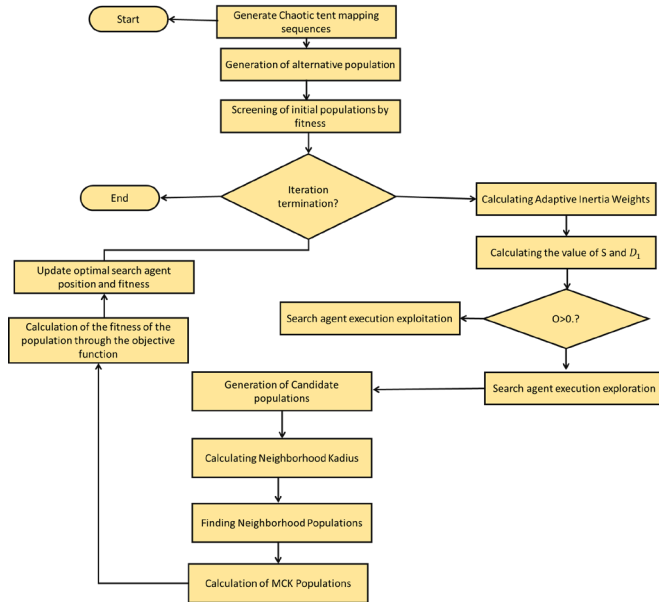 Start
Generate Chaotic tent mapping
sequences
Generation of alternative population
Screening of initial populations by
fitness
Iteration
termination?
End
Calculating Adaptive Inertia Weights
Calculating the value of S and D₁
Update optimal search agent
position and fitness
O>0.?
Search agent execution exploitation
Calculation of the fitness of the
population through the objective
function
Search agent execution exploration
Generation of Candidate
populations
Calculating Neighborhood Kadius
Finding Neighborhood Populations
Calculation of MCK Populations